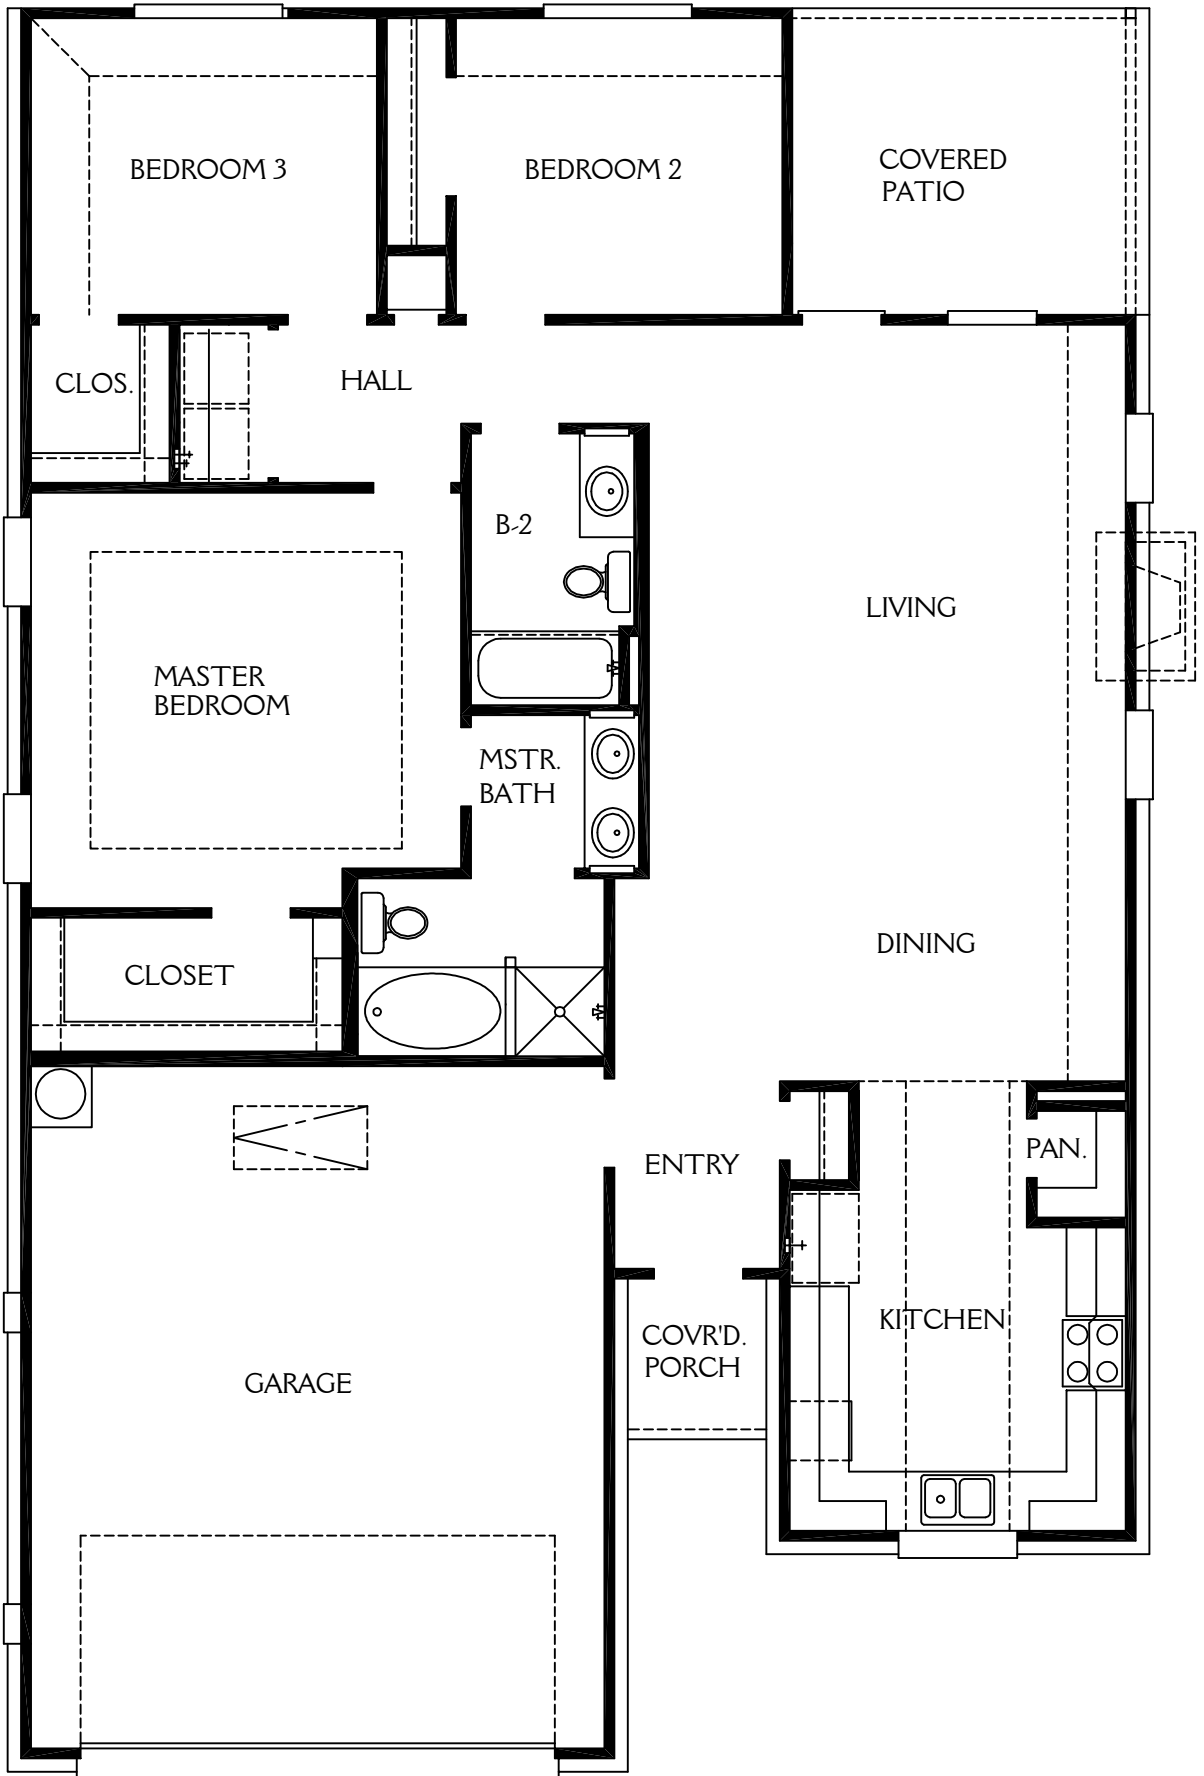 BEDROOM 3
BEDROOM 2
COVERED
PATIO
CLOS.
HALL
B-2
LIVING
MASTER
BEDROOM
MSTR.
BATH
DINING
CLOSET
ENTRY
PAN.
KITCHEN
COVR'D.
PORCH
GARAGE